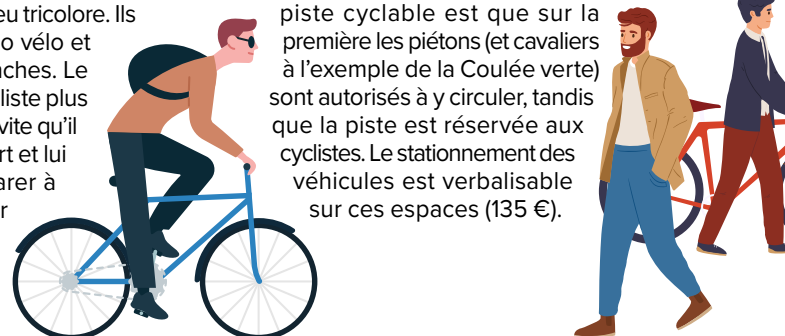 eu tricolore. Ils
o vélo et
nches. Le
liste plus
vite qu’il
rt et lui
arer à
r
piste cyclable est que sur la
première les piétons (et cavaliers
à l’exemple de la Coulée verte)
sont autorisés à y circuler, tandis
que la piste est réservée aux
cyclistes. Le stationnement des
véhicules est verbalisable
sur ces espaces (135 €).